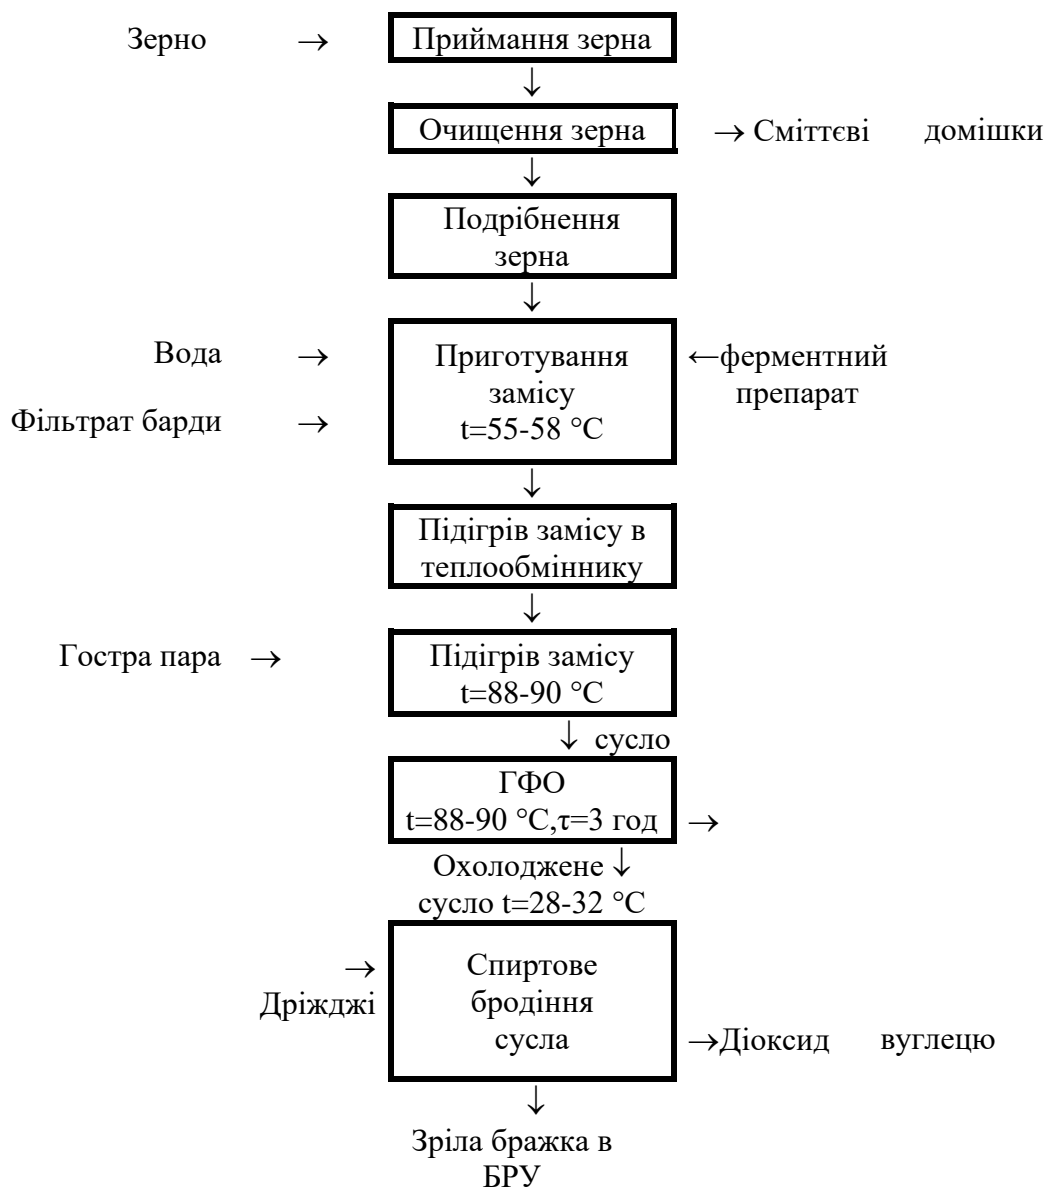 Зерно → Приймання зерна
↓
Очищення зерна → Сміттєві домішки
↓
Подрібнення
зерна
↓
Вода → Приготування ←ферментний
замісу препарат
Фільтрат барди → t=55-58 °C
↓
Підігрів замісу в
теплообміннику
↓
Гостра пара → Підігрів замісу
t=88-90 °C
↓ сусло
ГФО
t=88-90 °C,τ=3 год →
Охолоджене ↓
сусло t=28-32 °C
→ Спиртове
Дріжджі бродіння
сусла →Діоксид вуглецю
↓
Зріла бражка в
БРУ